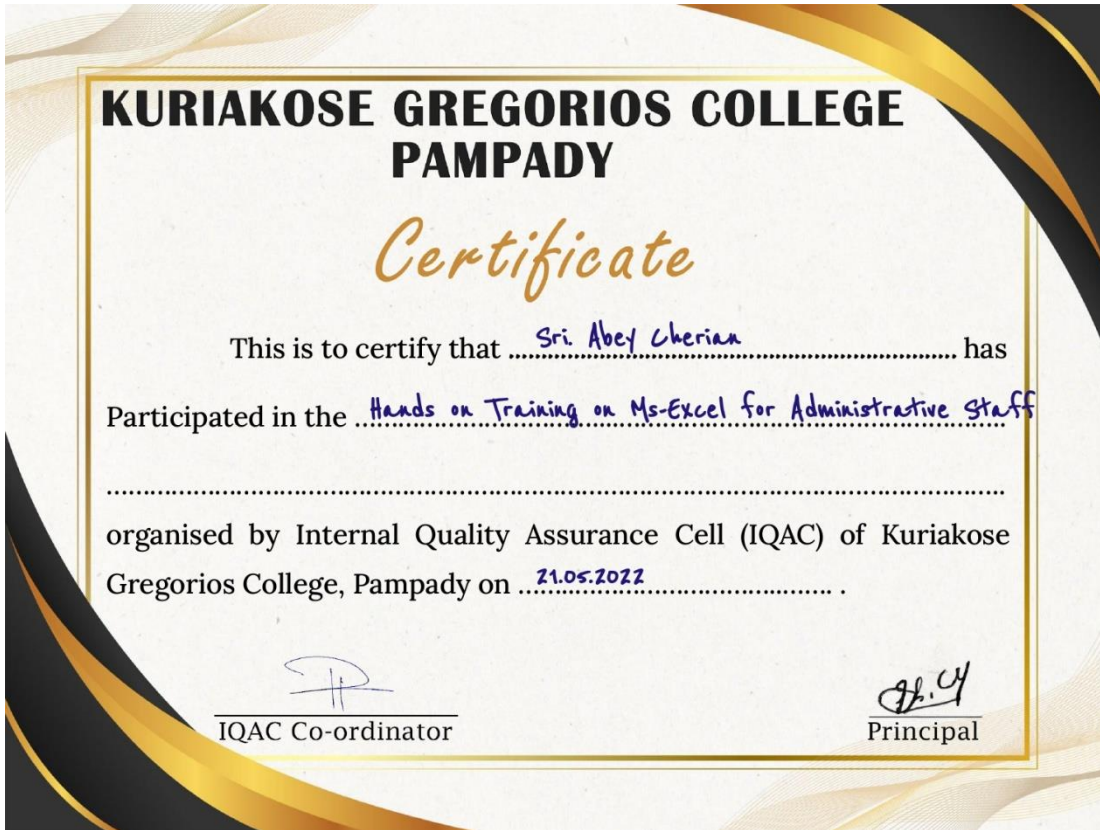 KURIAKOSE GREGORIOS COLLEGE
PAMPADY
Certificate
This is to certify that ....Sri. Abey Cherian.................................... has
Participated in the ..Hands on Training on Ms-Excel for Administrative Staff
..........................................................................................................................
organised by Internal Quality Assurance Cell (IQAC) of Kuriakose
Gregorios College, Pampady on ...21.05.2022........................... .
IQAC Co-ordinator
Principal